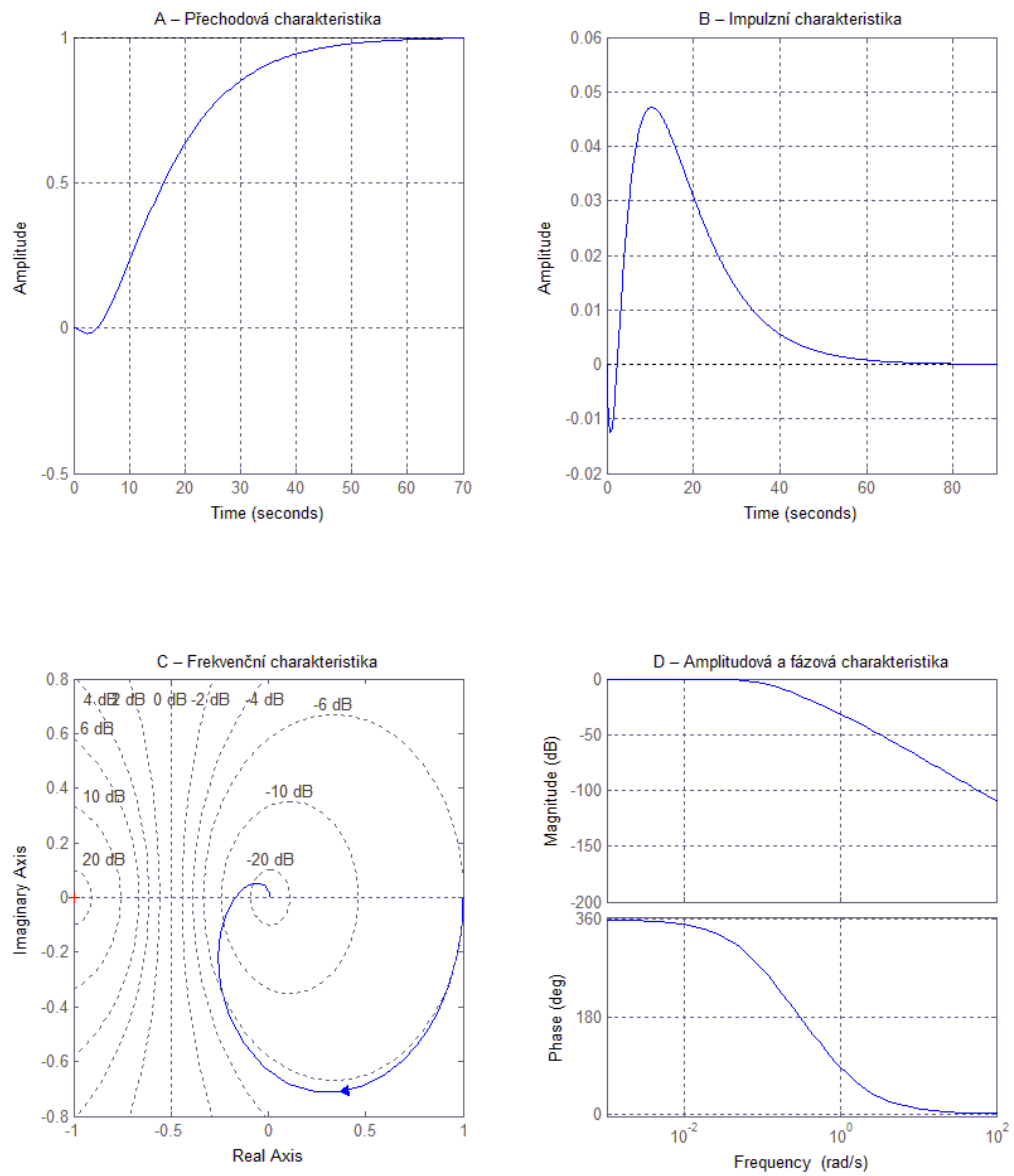 A – Přechodová charakteristika
1
0.5
0
-0.5
0 10 20 30 40 50 60 70
Amplitude
Time (seconds)
B – Impulzní charakteristika
0.06
0.05
0.04
0.03
0.02
0.01
0
-0.01
-0.02
0 20 40 60 80
Amplitude
Time (seconds)
C – Frekvenční charakteristika
0.8
0.6
0.4
0.2
0
-0.2
-0.4
-0.6
-0.8
-1 -0.5 0 0.5 1
4 dB 2 dB 0 dB -2 dB -4 dB
-6 dB
6 dB
10 dB
-10 dB
20 dB
-20 dB
Imaginary Axis
Real Axis
D – Amplitudová a fázová charakteristika
0
-50
-100
-150
-200
Magnitude (dB)
360
180
0
Phase (deg)
10^-2 10^0 10^2
Frequency (rad/s)